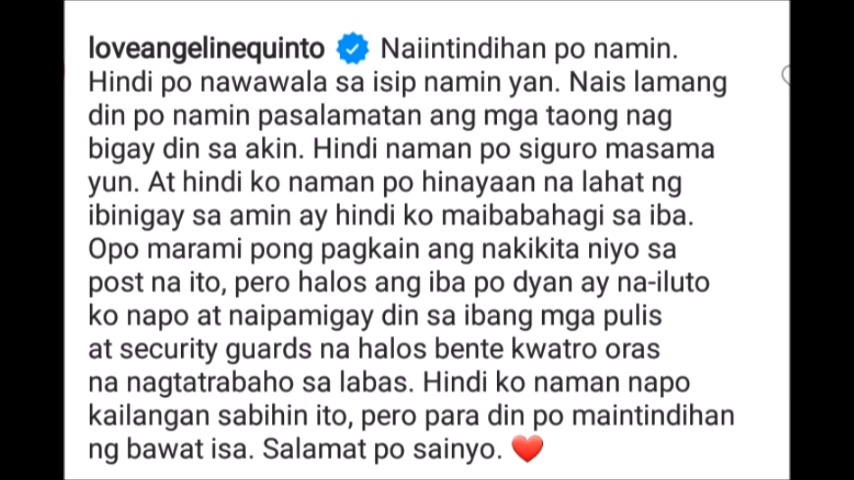 loveangelinequinto Naiintindihan po namin.
Hindi po nawawala sa isip namin yan. Nais lamang
din po namin pasalamatan ang mga taong nag
bigay din sa akin. Hindi naman po siguro masama
yun. At hindi ko naman po hinayaan na lahat ng
ibinigay sa amin ay hindi ko maibabahagi sa iba.
Opo marami pong pagkain ang nakikita niyo sa
post na ito, pero halos ang iba po dyan ay na-iluto
ko napo at naipamigay din sa ibang mga pulis
at security guards na halos bente kwatro oras
na nagtatrabaho sa labas. Hindi ko naman napo
kailangan sabihin ito, pero para din po maintindihan
ng bawat isa. Salamat po sainyo. ❤️